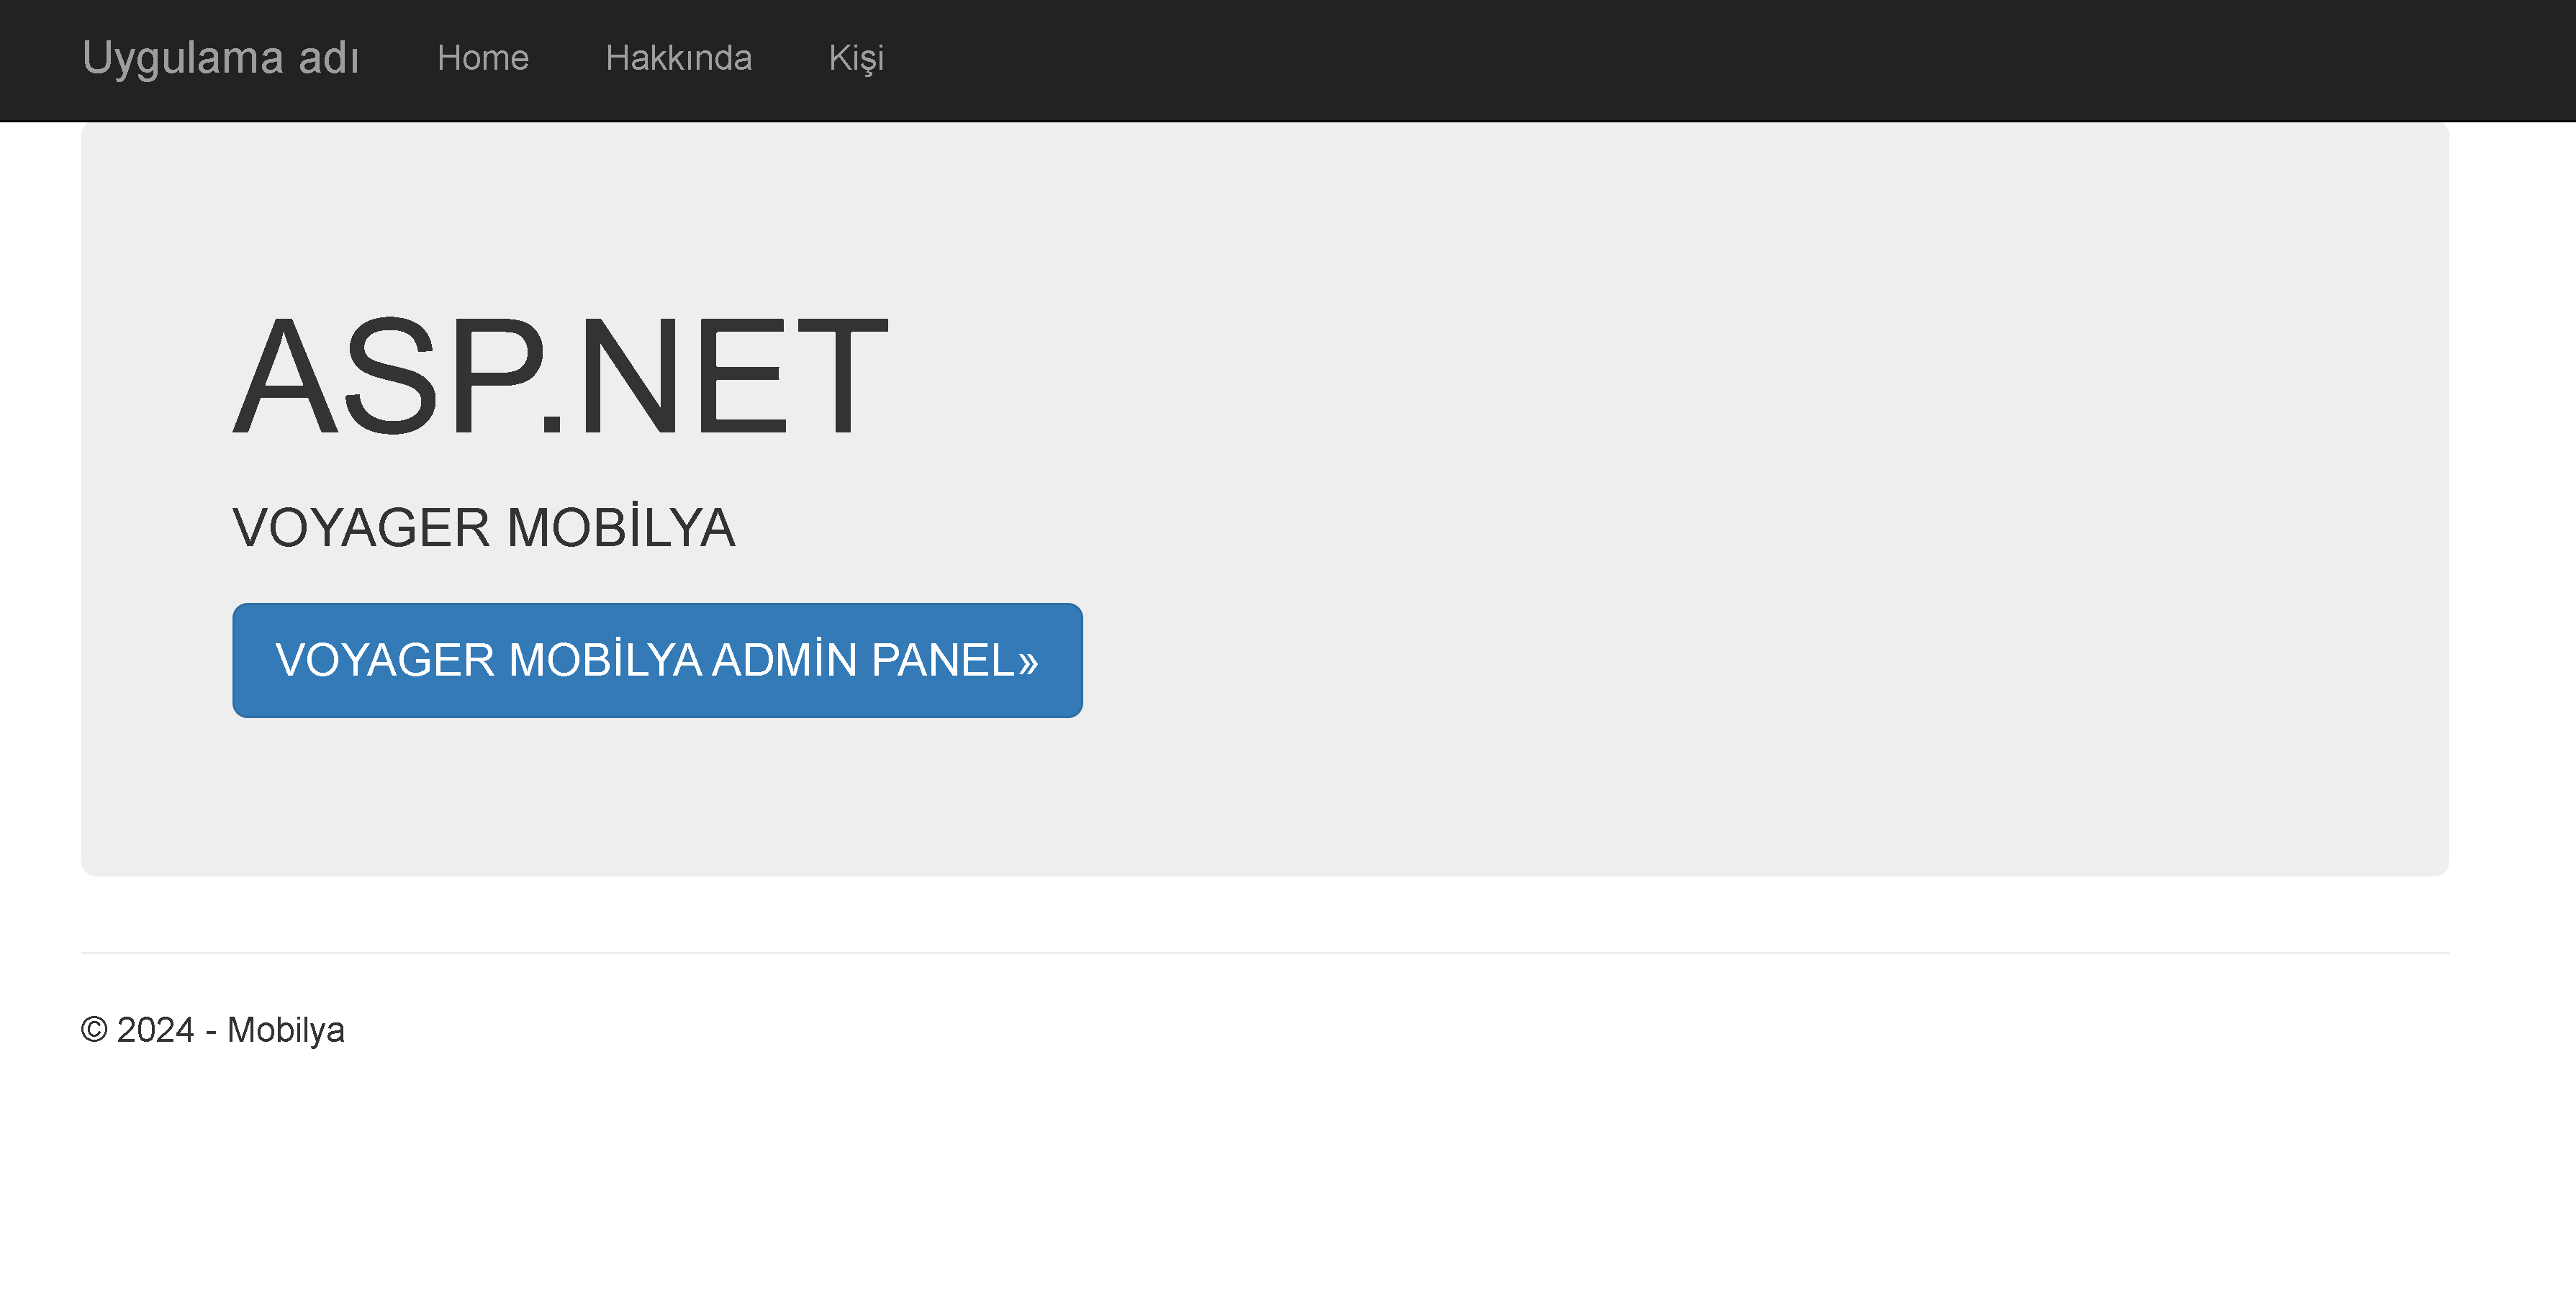 Uygulama adı Home Hakkında Kişi
ASP.NET
VOYAGER MOBİLYA
VOYAGER MOBİLYA ADMİN PANEL»
© 2024 - Mobilya